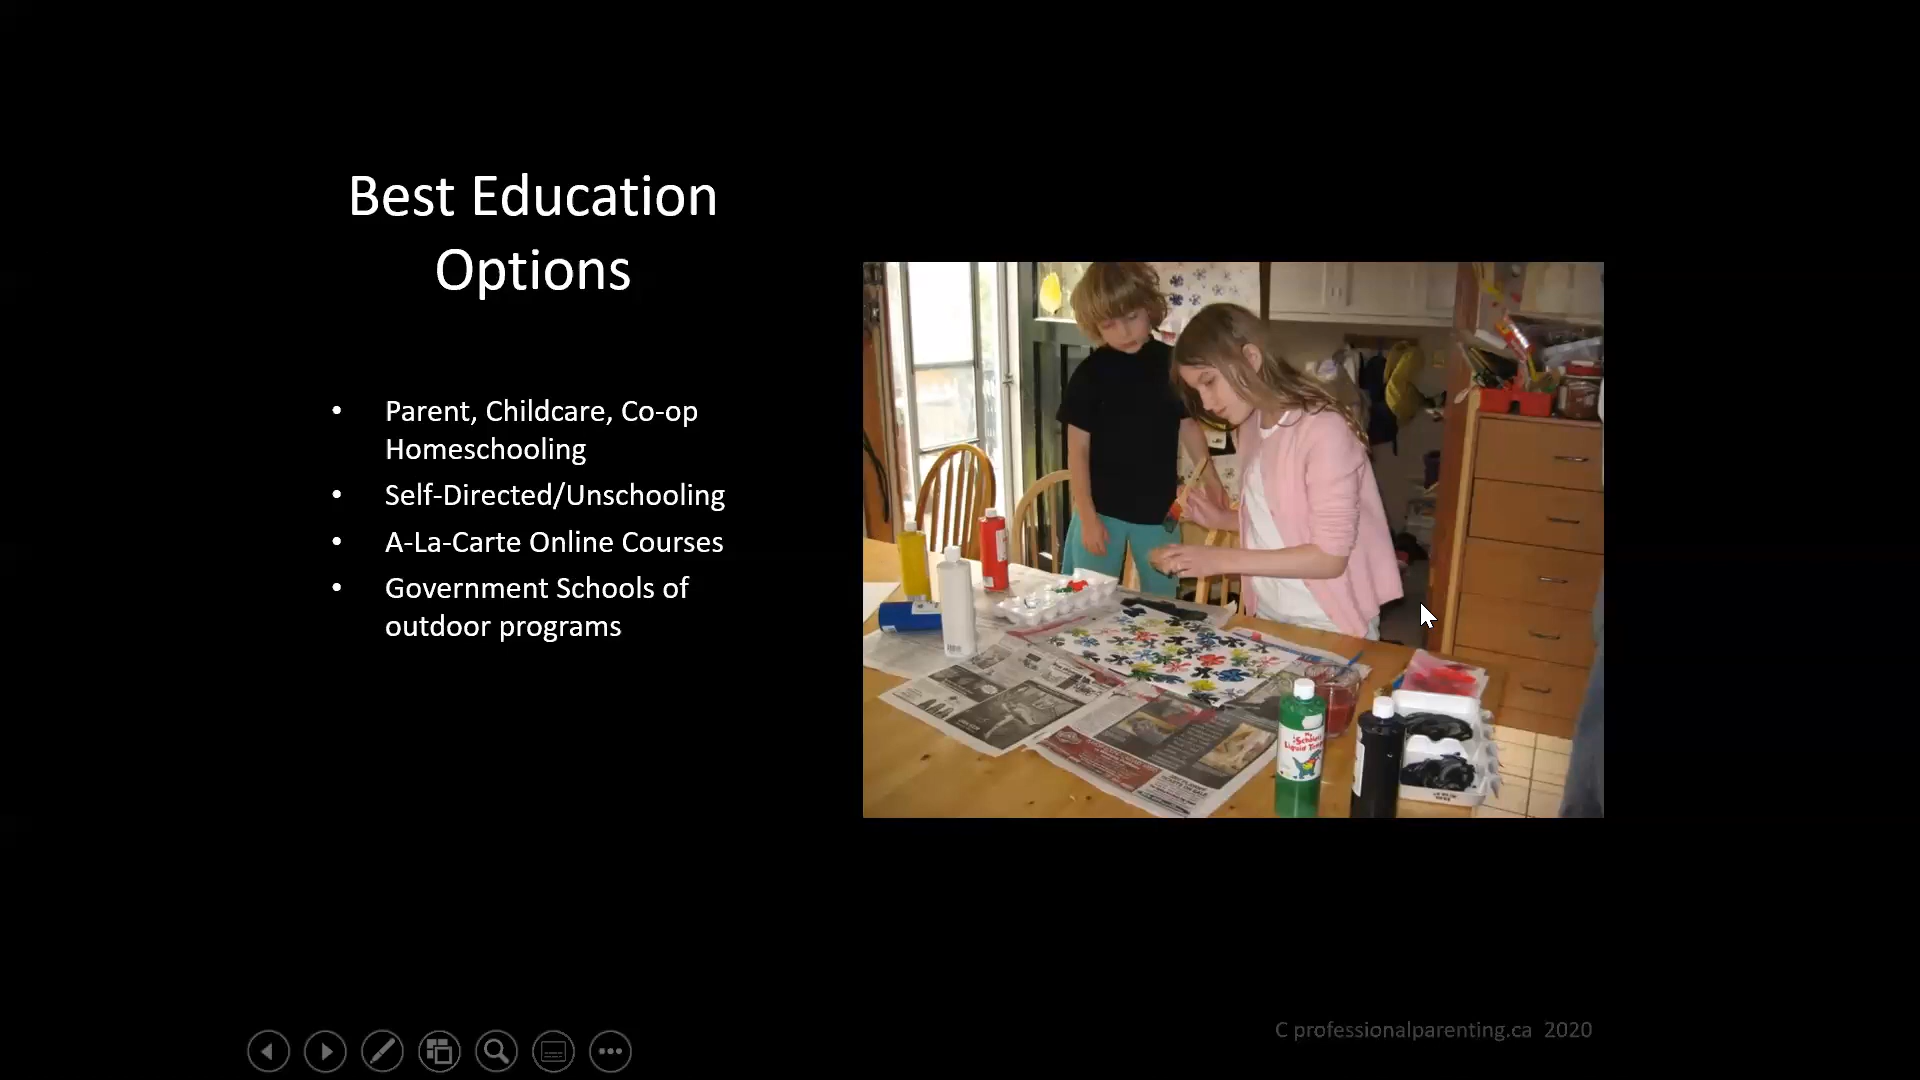 Best Education
Options
• Parent, Childcare, Co-op
Homeschooling
• Self-Directed/Unschooling
• A-La-Carte Online Courses
• Government Schools of
outdoor programs
C professionalparenting.ca 2020